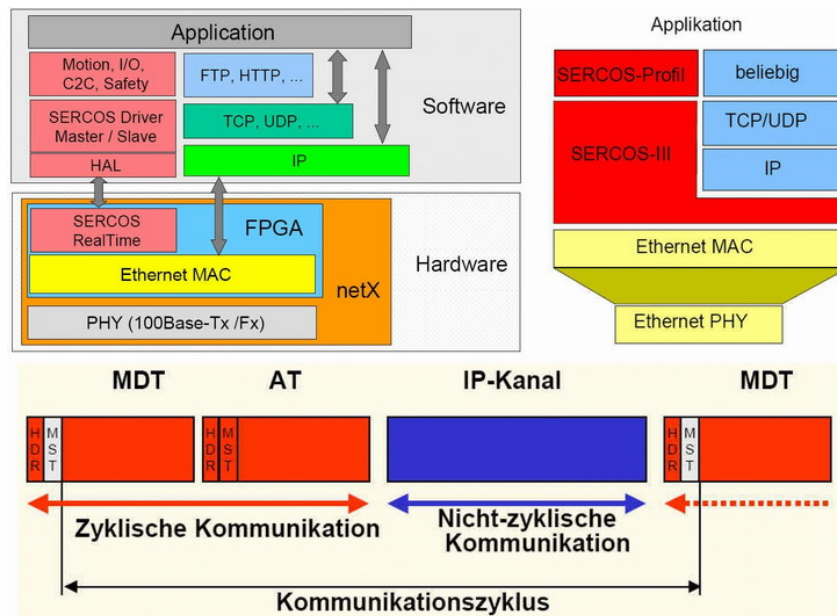 Application
Motion, I/O,
C2C, Safety
FTP, HTTP, ...
SERCOS Driver
Master / Slave
TCP, UDP, ...
HAL
IP
Software
SERCOS
RealTime
FPGA
Ethernet MAC
netX
PHY (100Base-Tx /Fx)
Hardware
Applikation
SERCOS-Profil
beliebig
SERCOS-III
TCP/UDP
IP
Ethernet MAC
Ethernet PHY
MDT
AT
IP-Kanal
MDT
HDR
MST
HDR
MST
HDR
MST
Zyklische Kommunikation
Nicht-zyklische
Kommunikation
Kommunikationszyklus